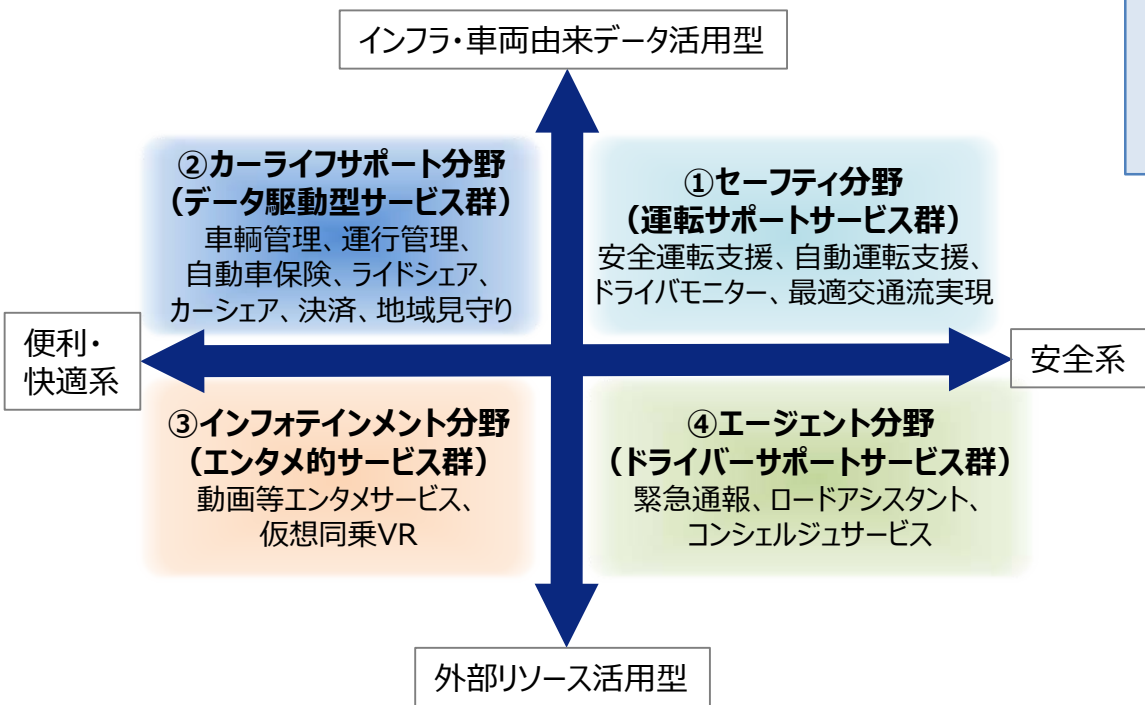 インフラ・車両由来データ活用型
②カーライフサポート分野
（データ駆動型サービス群）
車輌管理、運行管理、
自動車保険、ライドシェア、
カーシェア、決済、地域見守り
①セーフティ分野
（運転サポートサービス群）
安全運転支援、自動運転支援、
ドライバモニター、最適交通流実現
便利・
快適系
安全系
③インフォテインメント分野
（エンタメ的サービス群）
動画等エンタメサービス、
仮想同乗VR
④エージェント分野
（ドライバーサポートサービス群）
緊急通報、ロードアシスタント、
コンシェルジュサービス
外部リソース活用型